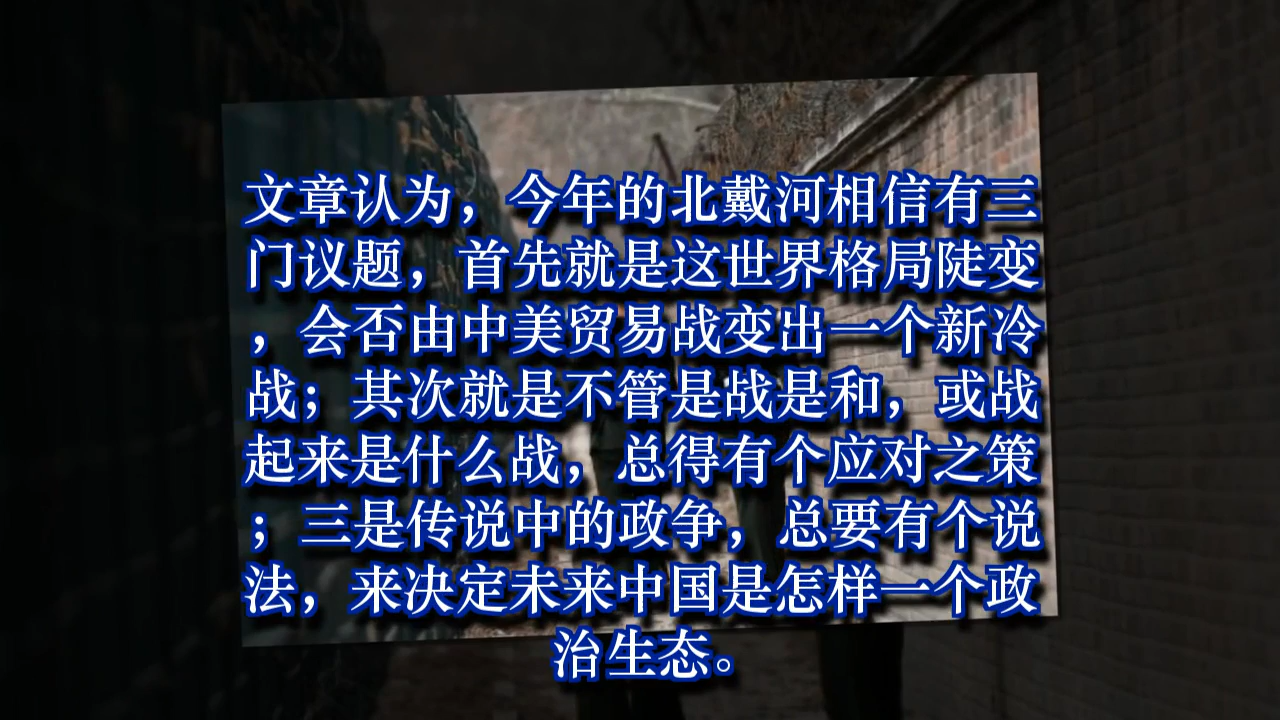 文章认为，今年的北戴河相信有三
门议题，首先就是这世界格局陡变
，会否由中美贸易战变出一个新冷
战；其次就是不管是战是和，或战
起来是什么战，总得有个应对之策
；三是传说中的政争，总要有个说
法，来决定未来中国是怎样一个政
治生态。